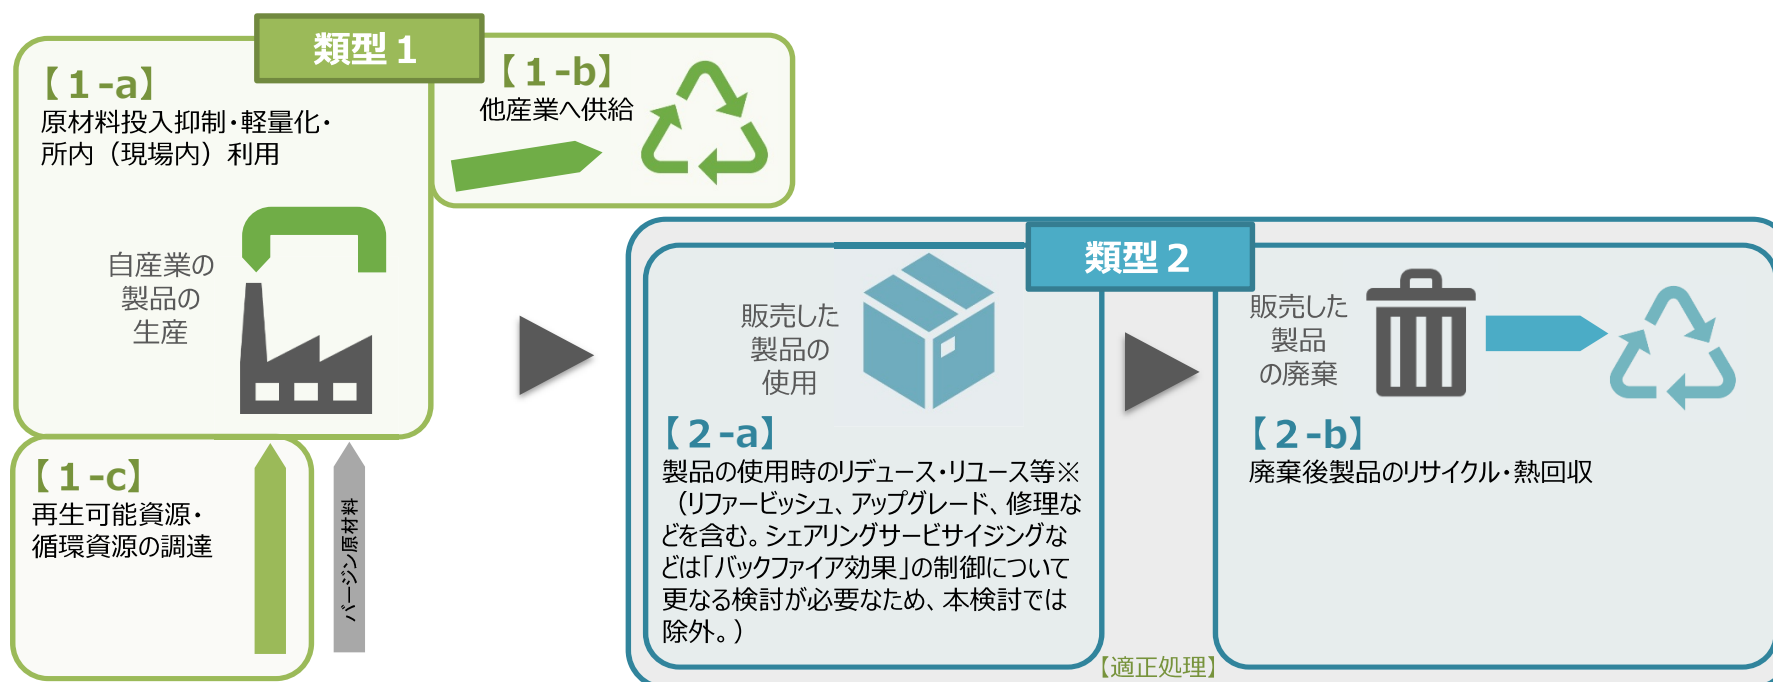 類型１
【１-a】
原材料投入抑制・軽量化・
所内（現場内）利用
自産業の
製品の
生産
【１-b】
他産業へ供給
【１-c】
再生可能資源・
循環資源の調達
バージン原材料
類型２
販売した
製品の
使用
【２-a】
製品の使用時のリデュース・リユース等※
（リファービッシュ、アップグレード、修理な
どを含む。シェアリングサービサイジングな
どは「バックファイア効果」の制御について
更なる検討が必要なため、本検討では
除外。）
販売した
製品
の廃棄
【２-b】
廃棄後製品のリサイクル・熱回収
【適正処理】